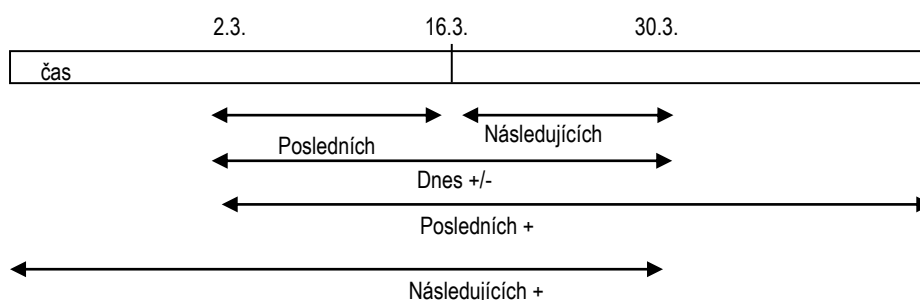 2.3. 16.3. 30.3.
čas
Posledních Následujících
Dnes +/-
Posledních +
Následujících +